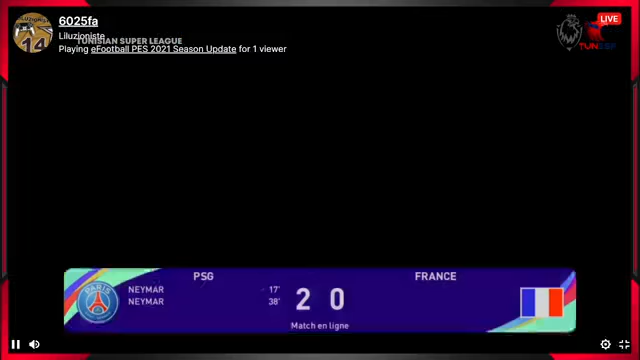 6025fa
LIVE
Liluzioniste
TUNISIAN SUPER LEAGUE
Playing eFootball PES 2021 Season Update for 1 viewer
14
PSG
FRANCE
PARIS
NEYMAR 17'
NEYMAR 38'
2 0
Match en ligne